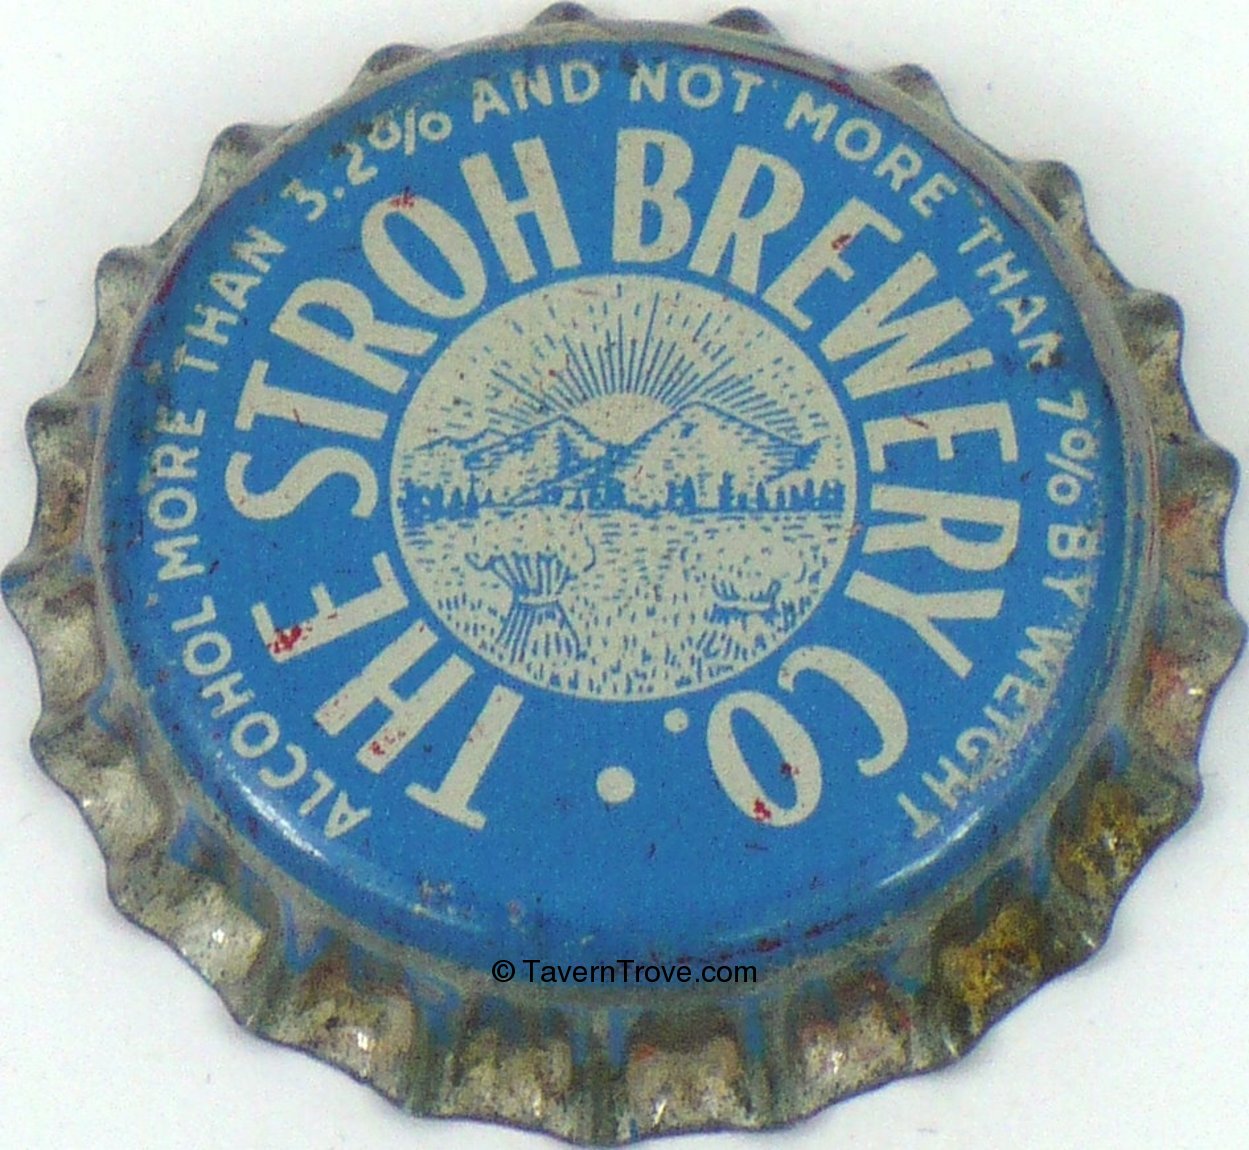 ALCOHOL MORE THAN 3.2% AND NOT MORE THAN 7% BY WEIGHT
THE STROH BREWERY CO.
© TavernTrove.com